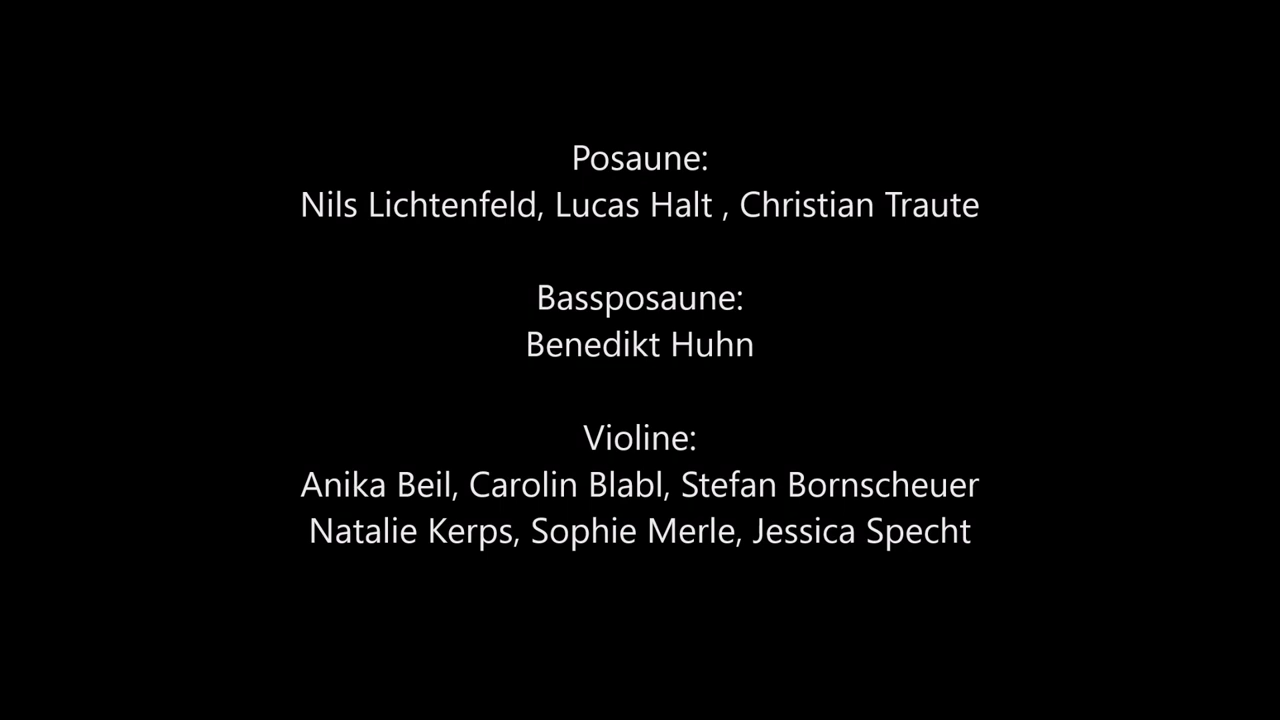 Posaune:
Nils Lichtenfeld, Lucas Halt , Christian Traute
Bassposaune:
Benedikt Huhn
Violine:
Anika Beil, Carolin Blabl, Stefan Bornscheuer
Natalie Kerps, Sophie Merle, Jessica Specht